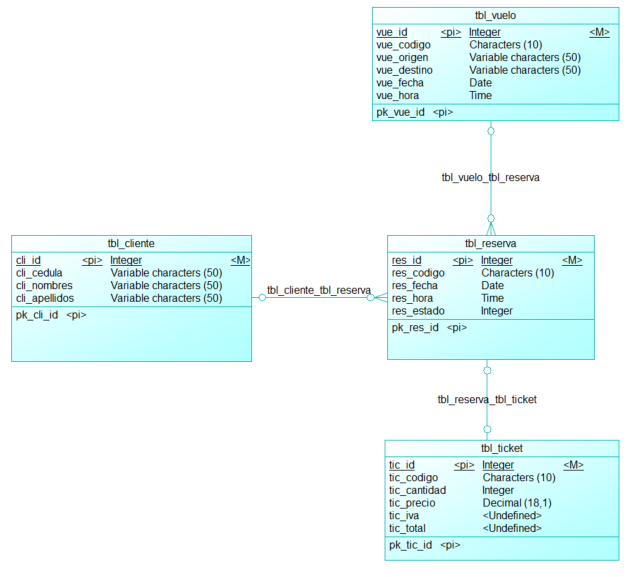 tbl_vuelo
vue_id <pi> Integer <M>
vue_codigo Characters (10)
vue_origen Variable characters (50)
vue_destino Variable characters (50)
vue_fecha Date
vue_hora Time
pk_vue_id <pi>
tbl_vuelo_tbl_reserva
tbl_cliente
cli_id <pi> Integer <M>
cli_cedula Variable characters (50)
cli_nombres Variable characters (50)
cli_apellidos Variable characters (50)
pk_cli_id <pi>
tbl_cliente_tbl_reserva
tbl_reserva
res_id <pi> Integer <M>
res_codigo Characters (10)
res_fecha Date
res_hora Time
res_estado Integer
pk_res_id <pi>
tbl_reserva_tbl_ticket
tbl_ticket
tic_id <pi> Integer <M>
tic_codigo Characters (10)
tic_cantidad Integer
tic_precio Decimal (18,1)
tic_iva <Undefined>
tic_total <Undefined>
pk_tic_id <pi>